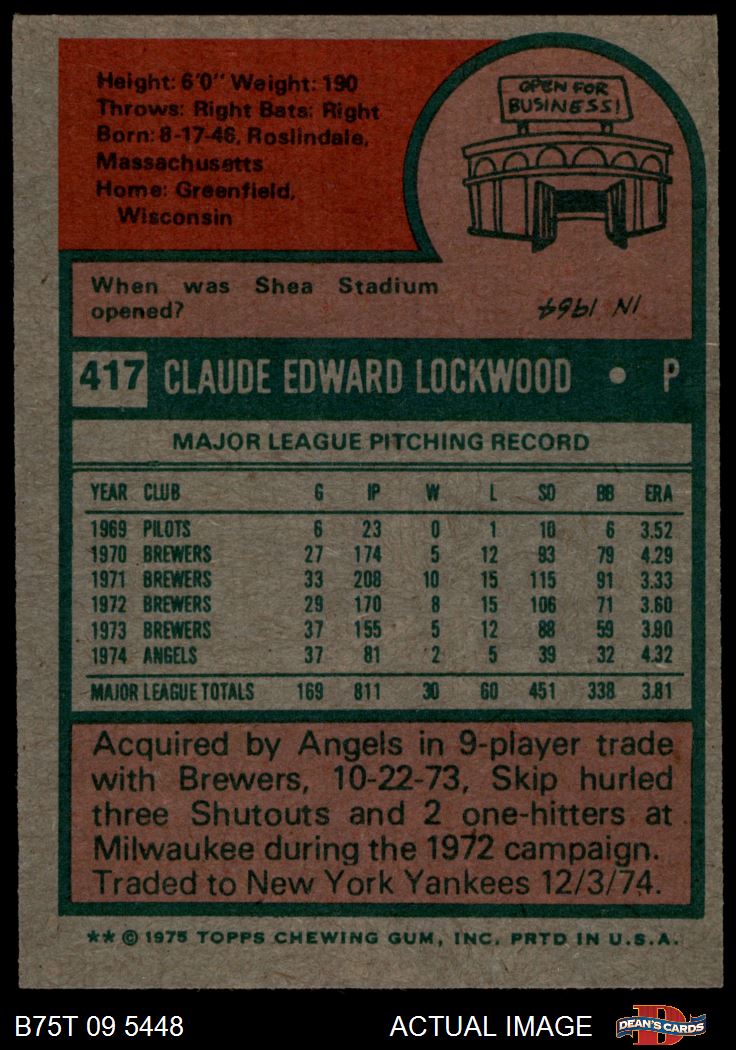 Height: 6'0" Weight: 190
Throws: Right Bats: Right
Born: 8-17-46, Roslindale,
Massachusetts
Home: Greenfield,
Wisconsin
OPEN FOR
BUSINESS!
When was Shea Stadium
opened?
IN 1964
417 CLAUDE EDWARD LOCKWOOD • P
MAJOR LEAGUE PITCHING RECORD
YEAR CLUB G IP W L SO BB ERA
1969 PILOTS 6 23 0 1 10 6 3.52
1970 BREWERS 27 174 5 12 93 79 4.29
1971 BREWERS 33 208 10 15 115 91 3.33
1972 BREWERS 29 170 8 15 106 71 3.60
1973 BREWERS 37 155 5 12 88 59 3.90
1974 ANGELS 37 81 2 5 39 32 4.32
MAJOR LEAGUE TOTALS 169 811 30 60 451 338 3.81
Acquired by Angels in 9-player trade
with Brewers, 10-22-73, Skip hurled
three Shutouts and 2 one-hitters at
Milwaukee during the 1972 campaign.
Traded to New York Yankees 12/3/74.
** © 1975 TOPPS CHEWING GUM, INC. PRTD IN U.S.A.
B75T 09 5448 ACTUAL IMAGE D DEAN'S CARDS